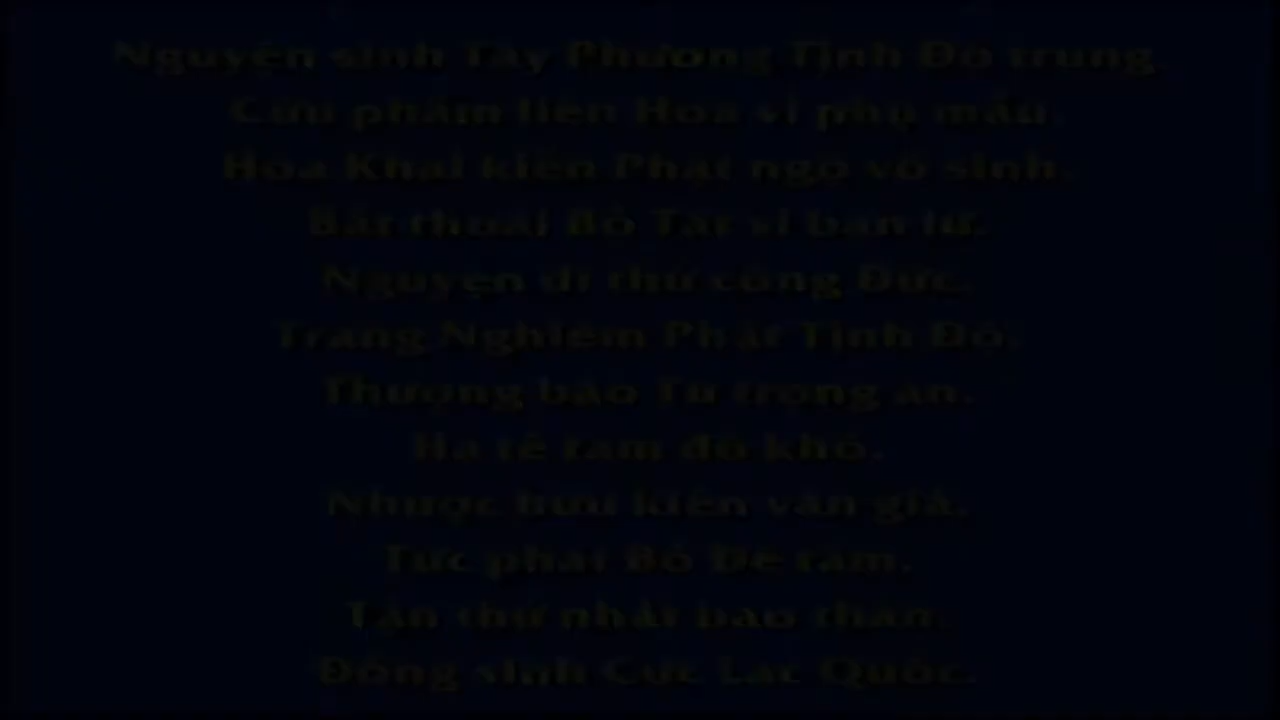 Nguyện sinh Tây Phương Tịnh Độ trung,
Cửu phẩm liên Hoa vi phụ mẫu.
Hoa Khai kiến Phật ngộ vô sinh,
Bất thoái Bồ Tát vi bạn lữ.
Nguyện dĩ thử công Đức,
Trang Nghiêm Phật Tịnh Độ,
Thượng báo Tứ trọng ân,
Hạ tế tam đồ khổ.
Nhược hữu kiến văn giả,
Tức phát Bồ Đề tâm,
Tận thử nhất báo thân,
Đồng sinh Cực Lạc Quốc.